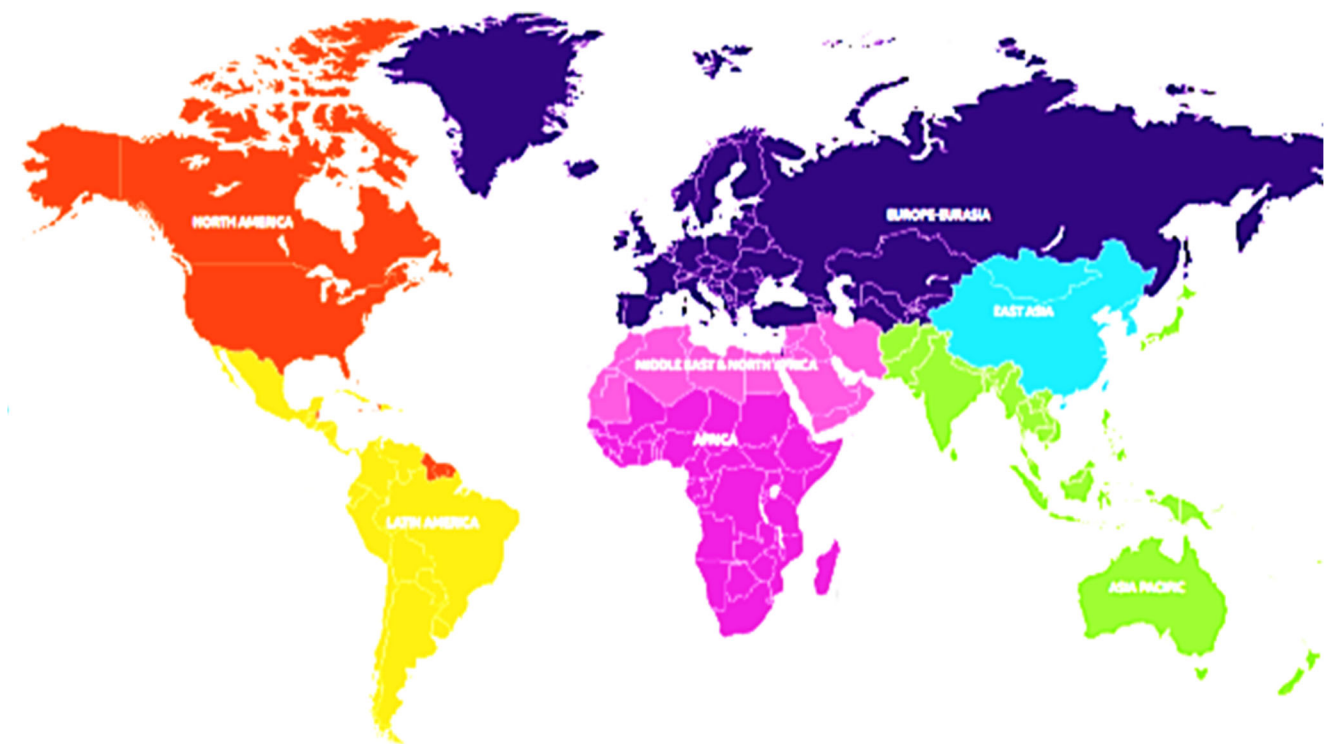 NORTH AMERICA
EUROPE-EURASIA
EAST ASIA
MIDDLE EAST & NORTH AFRICA
AFRICA
LATIN AMERICA
ASIA PACIFIC